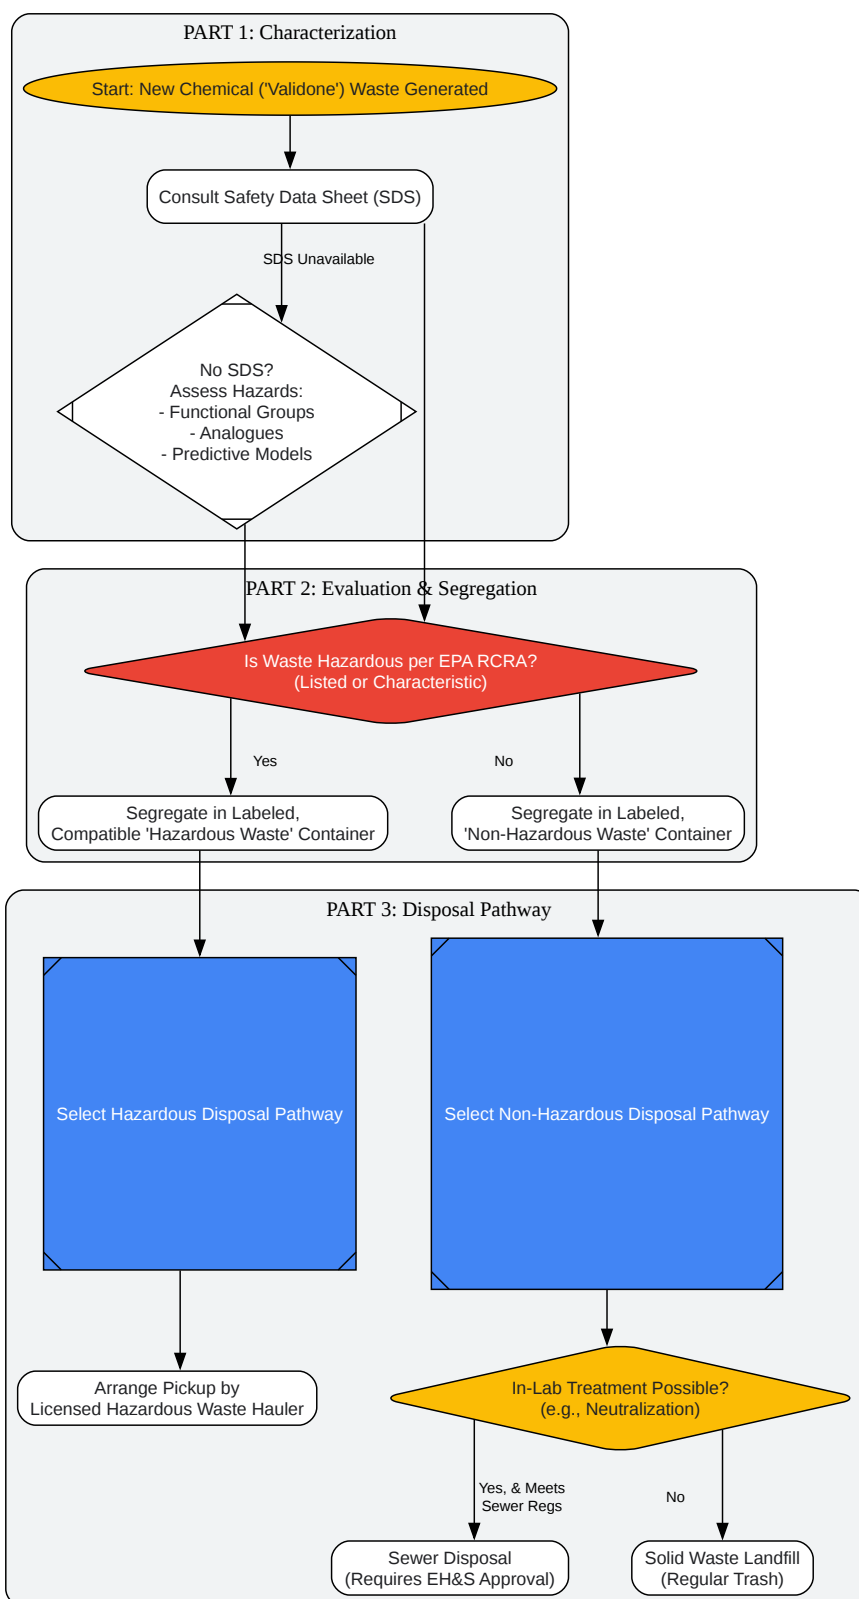 PART 1: Characterization
Start: New Chemical ('Validone') Waste Generated
Consult Safety Data Sheet (SDS)
SDS Unavailable
No SDS?
Assess Hazards:
- Functional Groups
- Analogues
- Predictive Models
PART 2: Evaluation & Segregation
Is Waste Hazardous per EPA RCRA?
(Listed or Characteristic)
Yes
No
Segregate in Labeled,
Compatible 'Hazardous Waste' Container
Segregate in Labeled,
'Non-Hazardous Waste' Container
PART 3: Disposal Pathway
Select Hazardous Disposal Pathway
Select Non-Hazardous Disposal Pathway
Arrange Pickup by
Licensed Hazardous Waste Hauler
In-Lab Treatment Possible?
(e.g., Neutralization)
Yes, & Meets
Sewer Regs
No
Sewer Disposal
(Requires EH&S Approval)
Solid Waste Landfill
(Regular Trash)